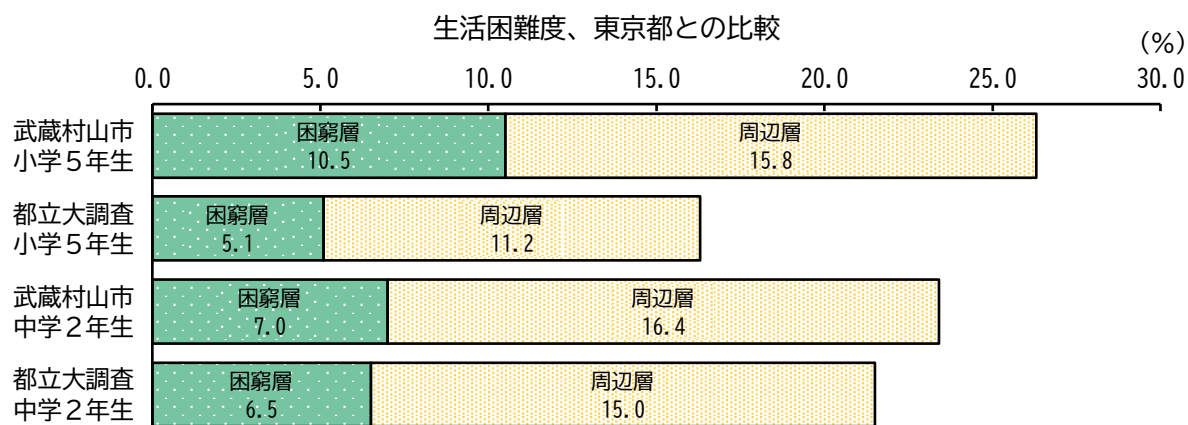 生活困難度、東京都との比較
(%)
0.0 5.0 10.0 15.0 20.0 25.0 30.0
武蔵村山市
小学５年生
困窮層
10.5
周辺層
15.8
都立大調査
小学５年生
困窮層
5.1
周辺層
11.2
武蔵村山市
中学２年生
困窮層
7.0
周辺層
16.4
都立大調査
中学２年生
困窮層
6.5
周辺層
15.0